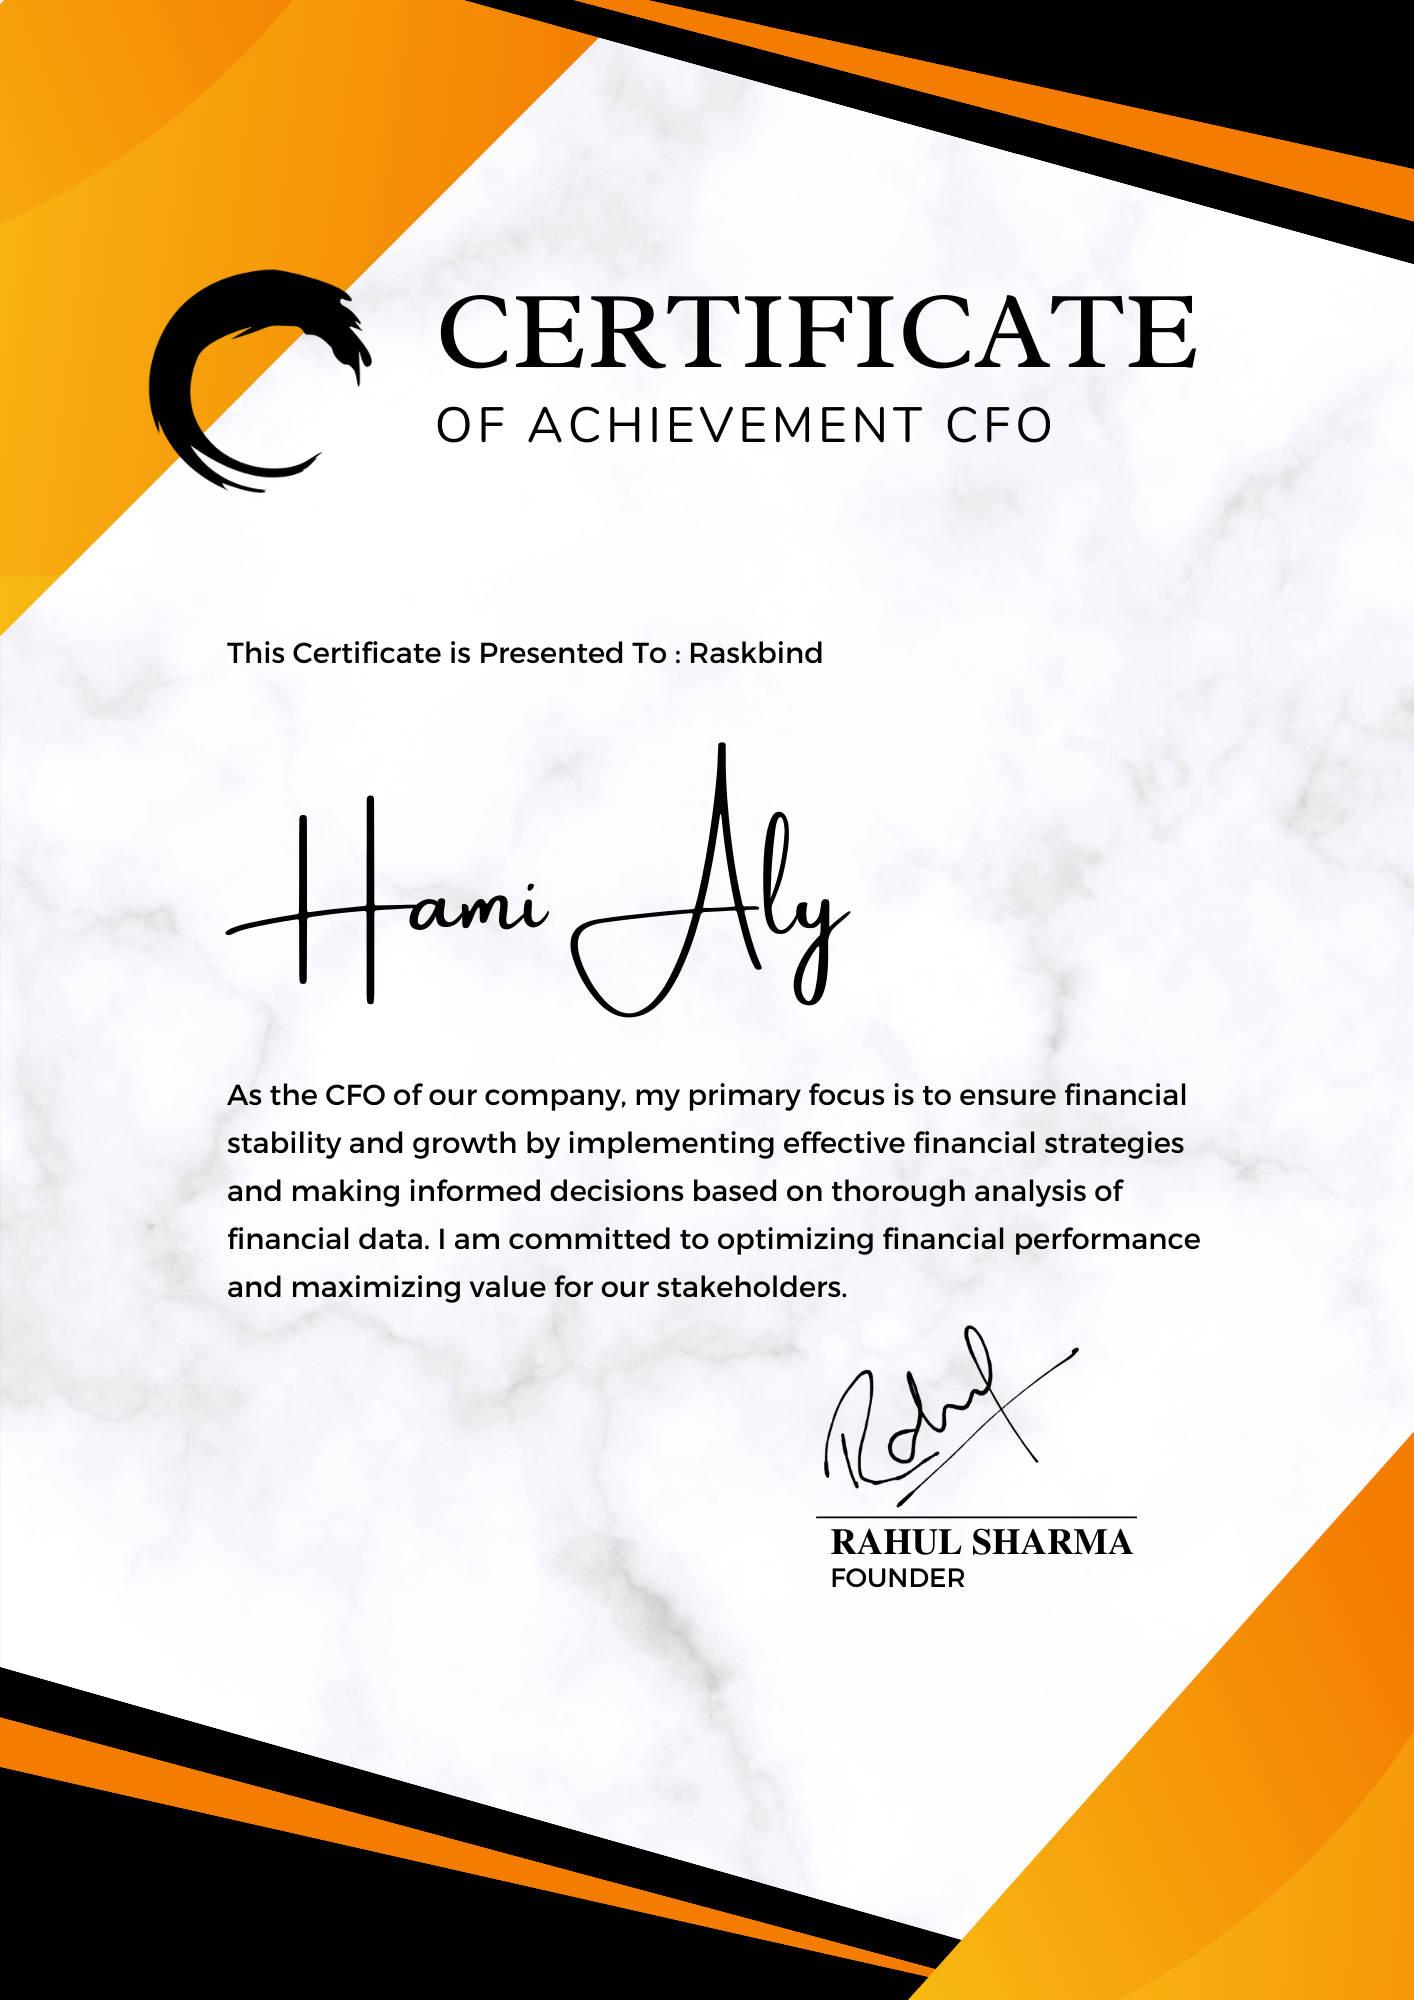 CERTIFICATE
OF ACHIEVEMENT CFO
This Certificate is Presented To : Raskbind
Hami Aly
As the CFO of our company, my primary focus is to ensure financial
stability and growth by implementing effective financial strategies
and making informed decisions based on thorough analysis of
financial data. I am committed to optimizing financial performance
and maximizing value for our stakeholders.
Rahul
RAHUL SHARMA
FOUNDER